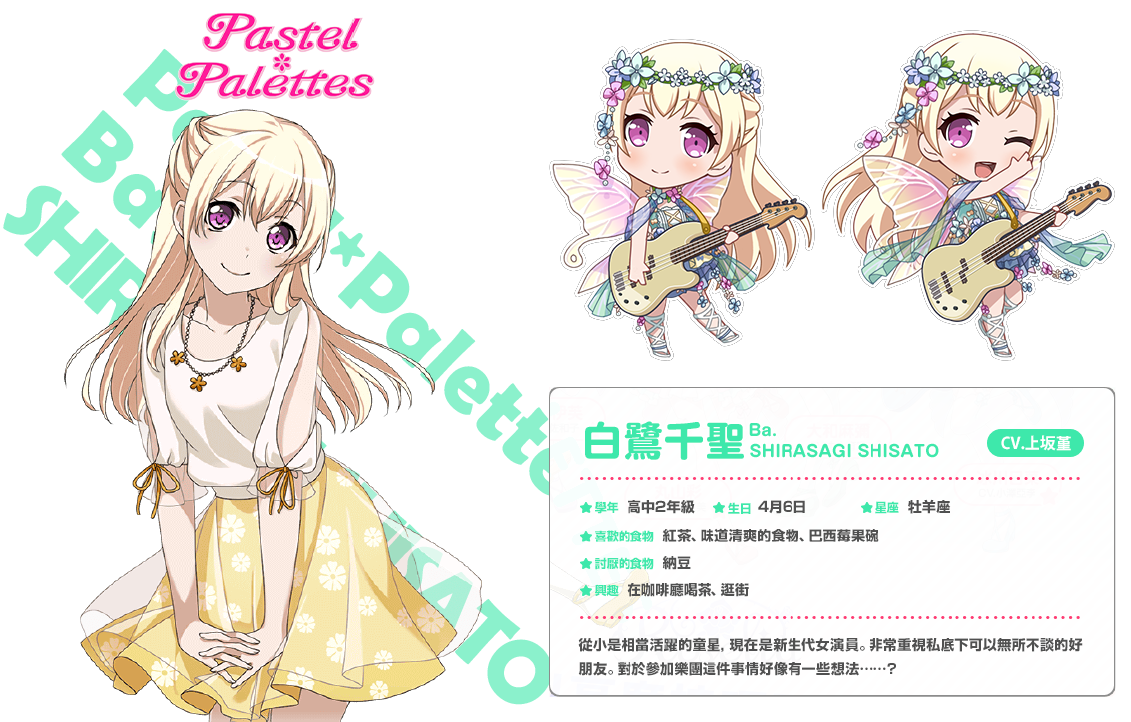 Pastel
Palettes
白鷺千聖
Ba.
SHIRASAGI SHISATO
CV.上坂菫
學年 高中2年級 生日 4月6日 星座 牡羊座
喜歡的食物 紅茶、味道清爽的食物、巴西莓果碗
討厭的食物 納豆
興趣 在咖啡廳喝茶、逛街
從小是相當活躍的童星，現在是新生代女演員。非常重視私底下可以無所不談的好
朋友。對於參加樂團這件事情好像有一些想法……？